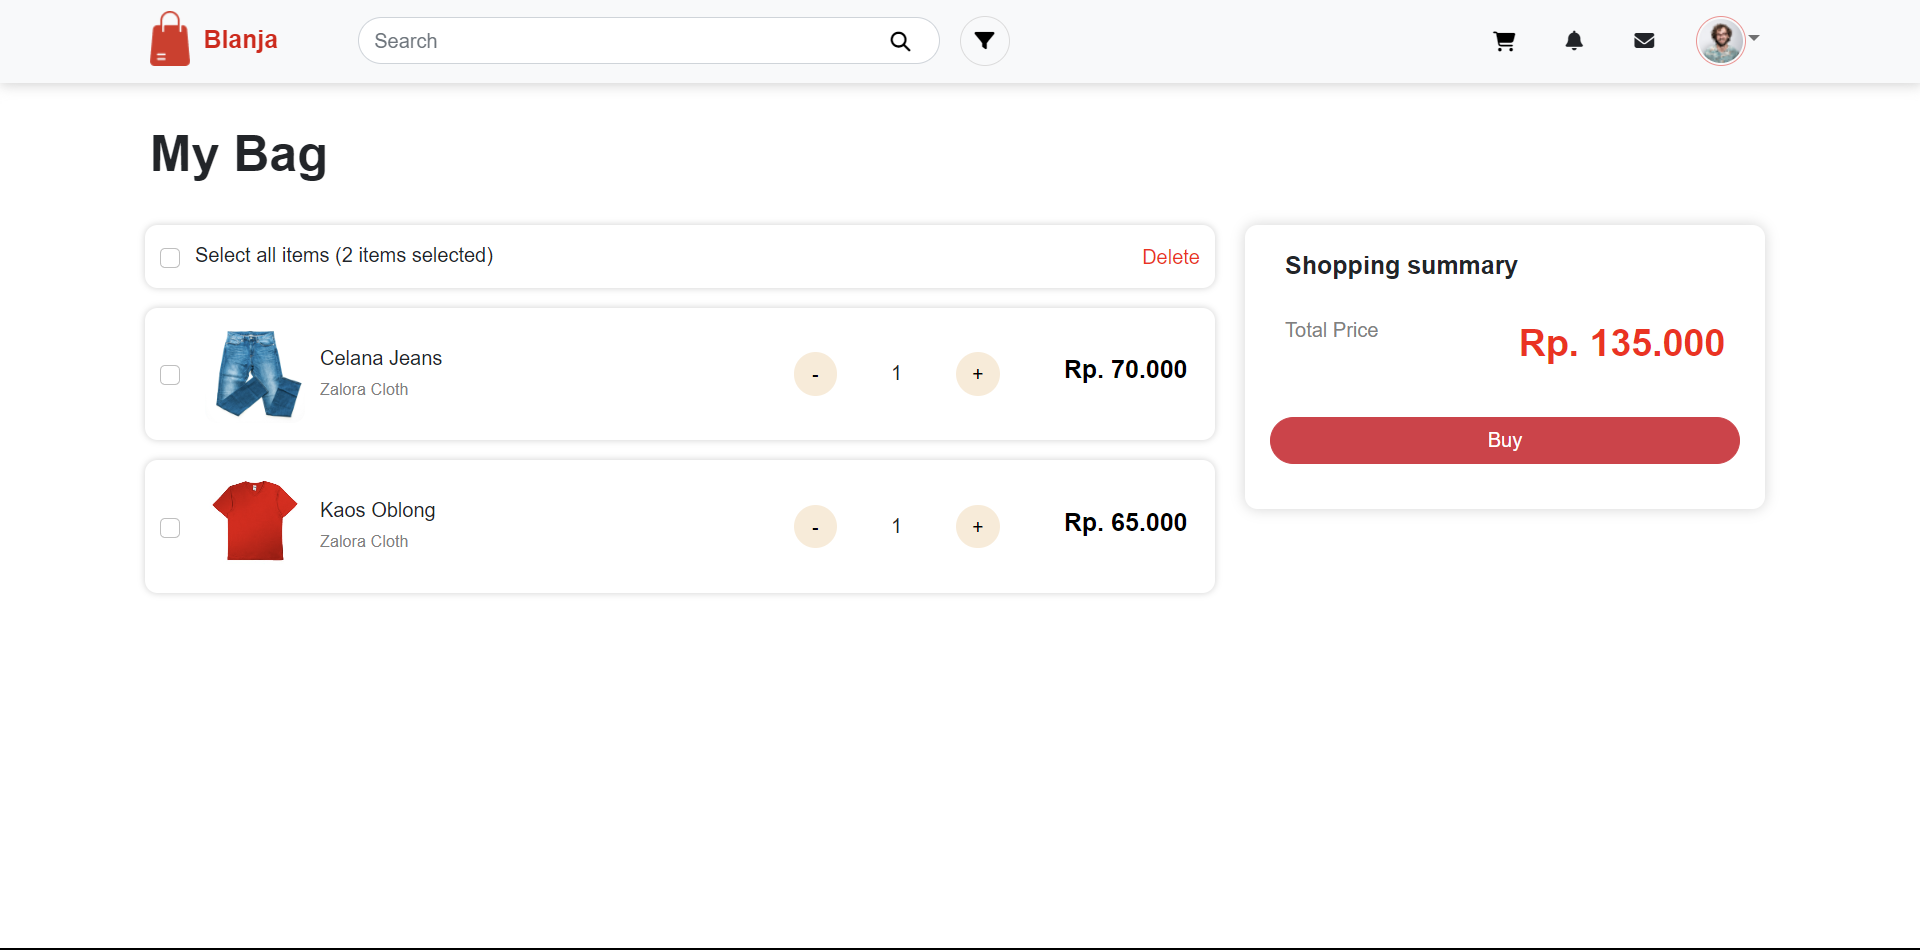 Blanja
Search
My Bag
Select all items (2 items selected)
Delete
Celana Jeans
Zalora Cloth
-
1
+
Rp. 70.000
Kaos Oblong
Zalora Cloth
-
1
+
Rp. 65.000
Shopping summary
Total Price
Rp. 135.000
Buy